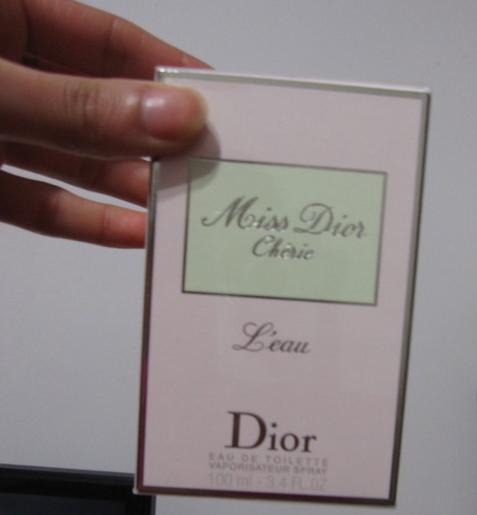 Miss Dior
Chérie
L'eau
Dior
EAU DE TOILETTE
VAPORISATEUR SPRAY
100 ml - 3.4 FL.OZ